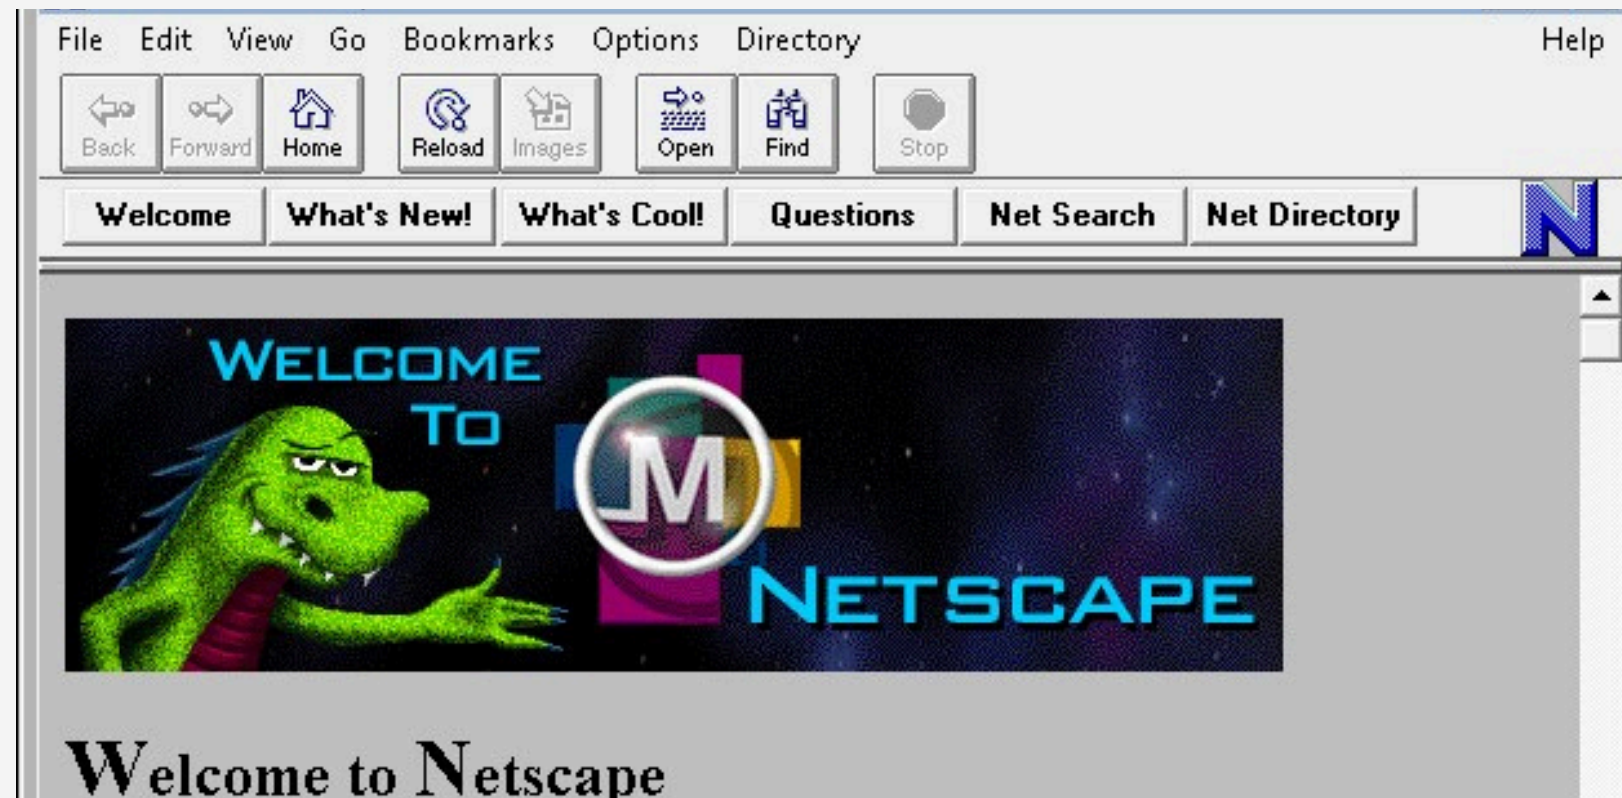 File Edit View Go Bookmarks Options Directory Help
Back Forward Home Reload Images Open Find Stop
Welcome What's New! What's Cool! Questions Net Search Net Directory
N
WELCOME
TO
M
NETSCAPE
Welcome to Netscape